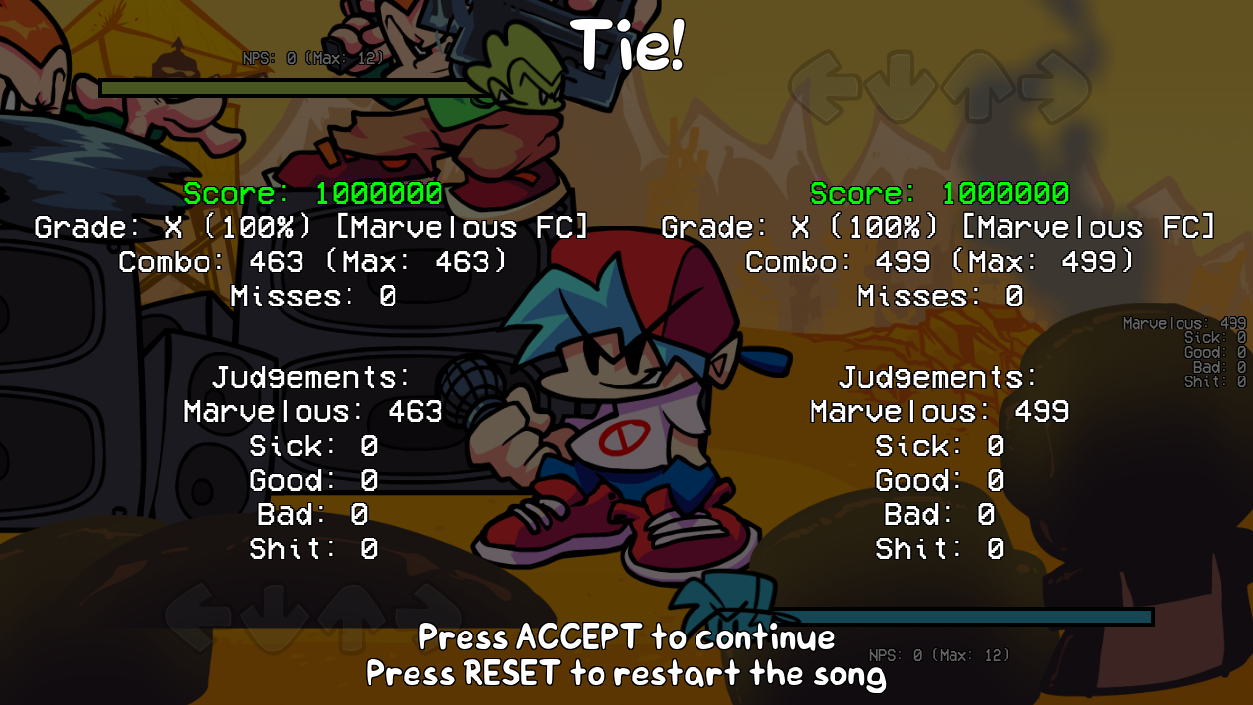 Tie!
NPS: 0 (Max: 12)
Score: 1000000
Grade: X (100%) [Marvelous FC]
Combo: 463 (Max: 463)
Misses: 0
Judgements:
Marvelous: 463
Sick: 0
Good: 0
Bad: 0
Shit: 0
Score: 1000000
Grade: X (100%) [Marvelous FC]
Combo: 499 (Max: 499)
Misses: 0
Judgements:
Marvelous: 499
Sick: 0
Good: 0
Bad: 0
Shit: 0
Marvelous: 499
Sick: 0
Good: 0
Bad: 0
Shit: 0
Press ACCEPT to continue
Press RESET to restart the song
NPS: 0 (Max: 12)